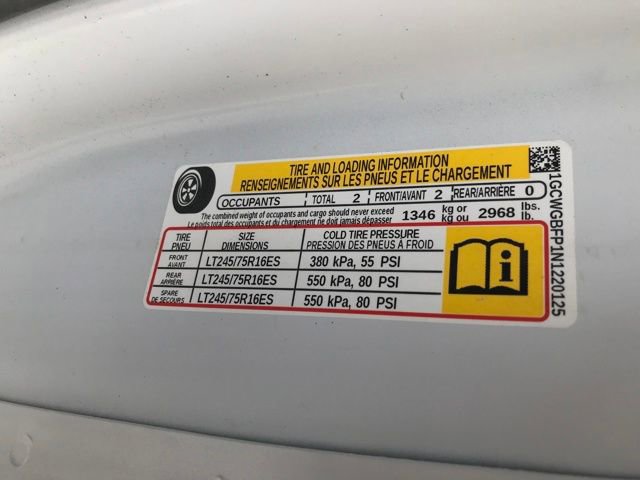 TIRE AND LOADING INFORMATION
RENSEIGNEMENTS SUR LES PNEUS ET LE CHARGEMENT
OCCUPANTS TOTAL 2 FRONT/AVANT 2 REAR/ARRIÈRE 0
The combined weight of occupants and cargo should never exceed 1346 kg or 2968 lbs.
Le poids total des occupants et du chargement ne doit jamais dépasser kg ou lb.
TIRE SIZE COLD TIRE PRESSURE
PNEU DIMENSIONS PRESSION DES PNEUS À FROID
FRONT AVANT LT245/75R16ES 380 kPa, 55 PSI
REAR ARRIÈRE LT245/75R16ES 550 kPa, 80 PSI
SPARE DE SECOURS LT245/75R16ES 550 kPa, 80 PSI
1GCWGBFP1N1220125